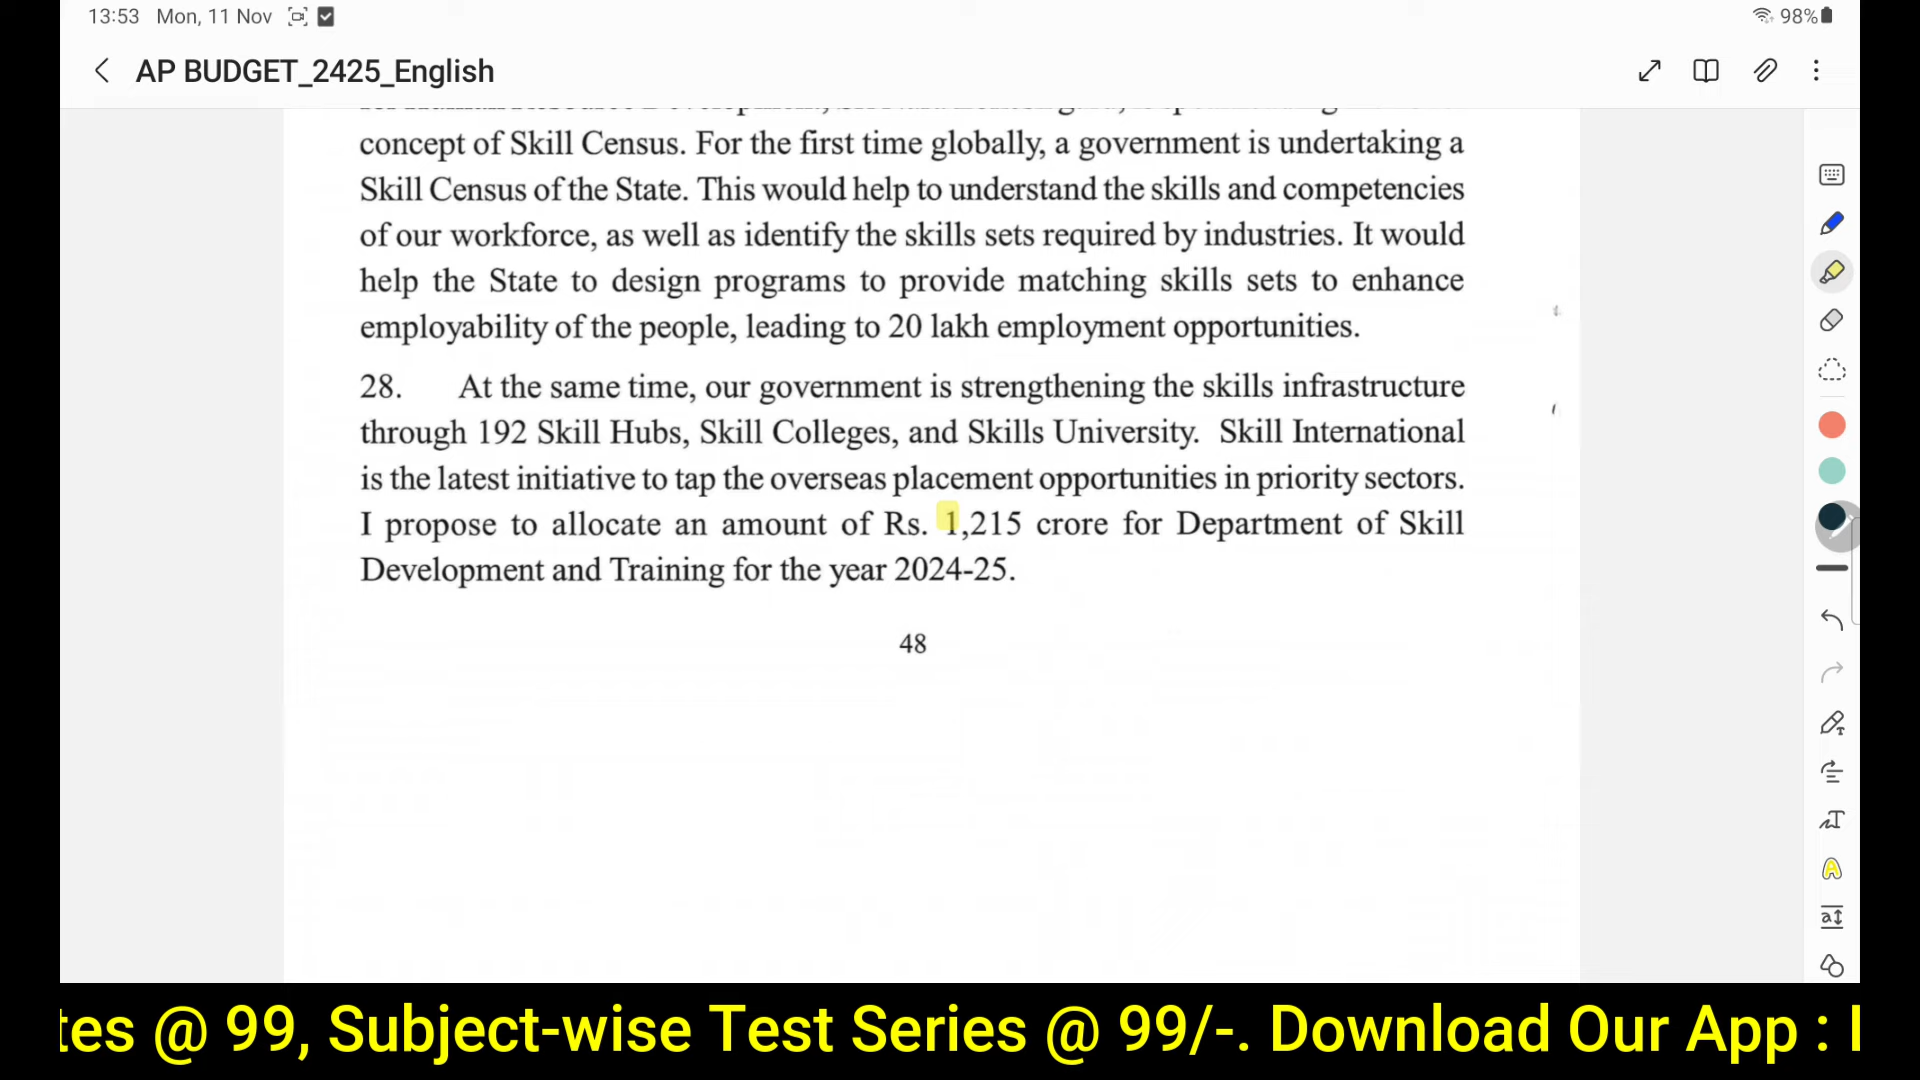 13:53 Mon, 11 Nov
98%
AP BUDGET_2425_English
concept of Skill Census. For the first time globally, a government is undertaking a
Skill Census of the State. This would help to understand the skills and competencies
of our workforce, as well as identify the skills sets required by industries. It would
help the State to design programs to provide matching skills sets to enhance
employability of the people, leading to 20 lakh employment opportunities.
28. At the same time, our government is strengthening the skills infrastructure
through 192 Skill Hubs, Skill Colleges, and Skills University. Skill International
is the latest initiative to tap the overseas placement opportunities in priority sectors.
I propose to allocate an amount of Rs. 1,215 crore for Department of Skill
Development and Training for the year 2024-25.
48
tes @ 99, Subject-wise Test Series @ 99/-. Download Our App :